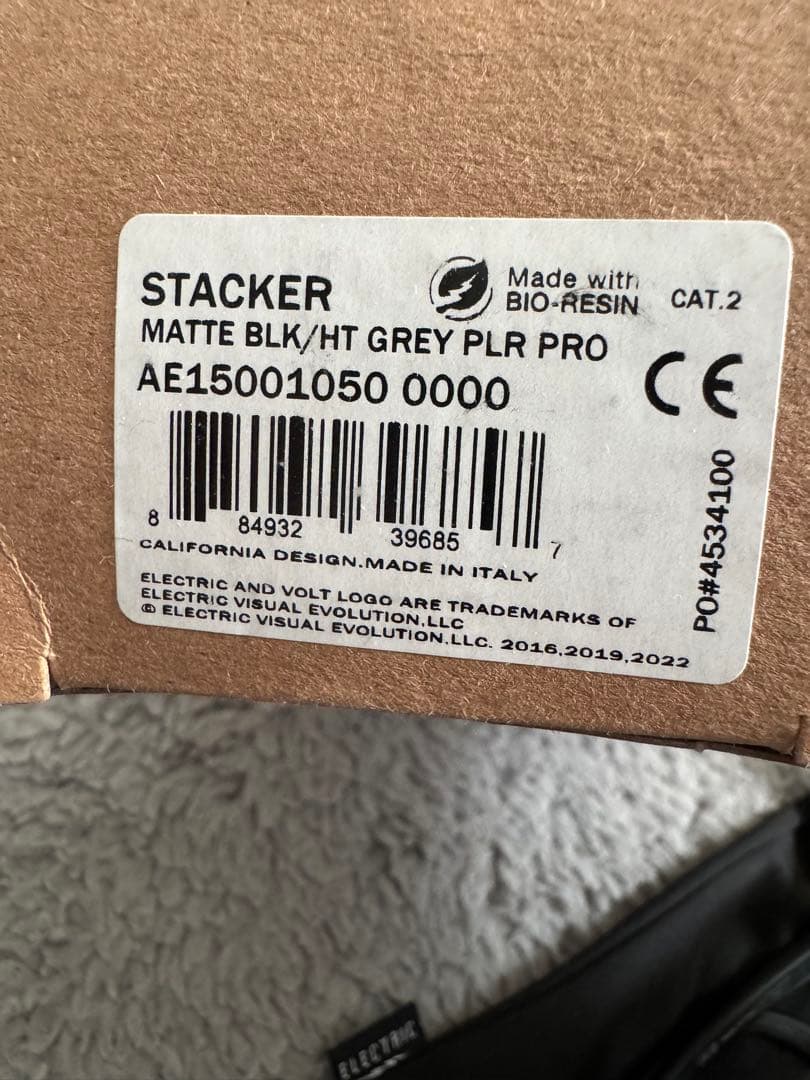 STACKER
Made with
BIO-RESIN
CAT.2
MATTE BLK/HT GREY PLR PRO
AE15001050 0000
CE
8 84932 39685 7
PO#4534100
CALIFORNIA DESIGN.MADE IN ITALY
ELECTRIC AND VOLT LOGO ARE TRADEMARKS OF
ELECTRIC VISUAL EVOLUTION,LLC
© ELECTRIC VISUAL EVOLUTION,LLC. 2016,2019,2022
ELECTRIC